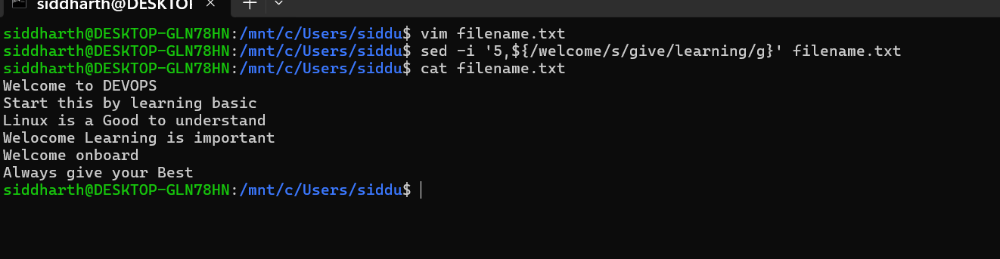 siddharth@DESKTOP
siddharth@DESKTOP-GLN78HN:/mnt/c/Users/siddu$ vim filename.txt
siddharth@DESKTOP-GLN78HN:/mnt/c/Users/siddu$ sed -i '5,${/welcome/s/give/learning/g}' filename.txt
siddharth@DESKTOP-GLN78HN:/mnt/c/Users/siddu$ cat filename.txt
Welcome to DEVOPS
Start this by learning basic
Linux is a Good to understand
Welocome Learning is important
Welcome onboard
Always give your Best
siddharth@DESKTOP-GLN78HN:/mnt/c/Users/siddu$